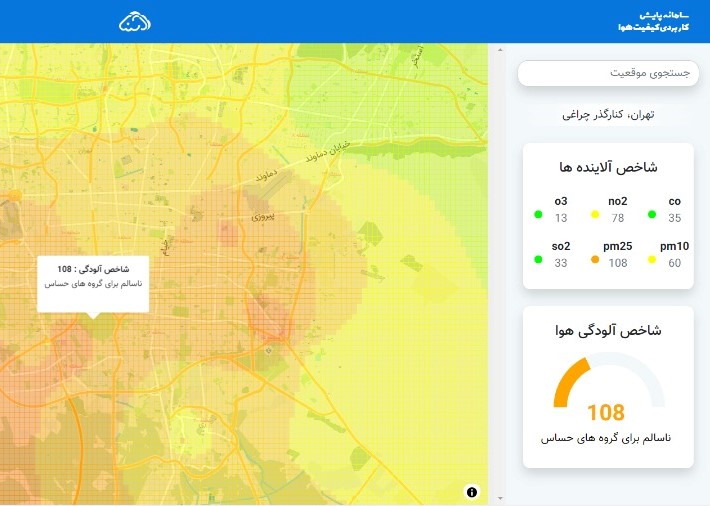 سامانه پایش
کاربردی کیفیت هوا
جستجوی موقعیت
تهران، کنارگذر چراغی
شاخص آلاینده ها
o3 no2 co
13 78 35
so2 pm25 pm10
33 108 60
شاخص آلودگی هوا
108
ناسالم برای گروه های حساس
استخر
خیابان دماوند
دماوند
پیروزی
خیام
شاخص آلودگی : 108
ناسالم برای گروه های حساس